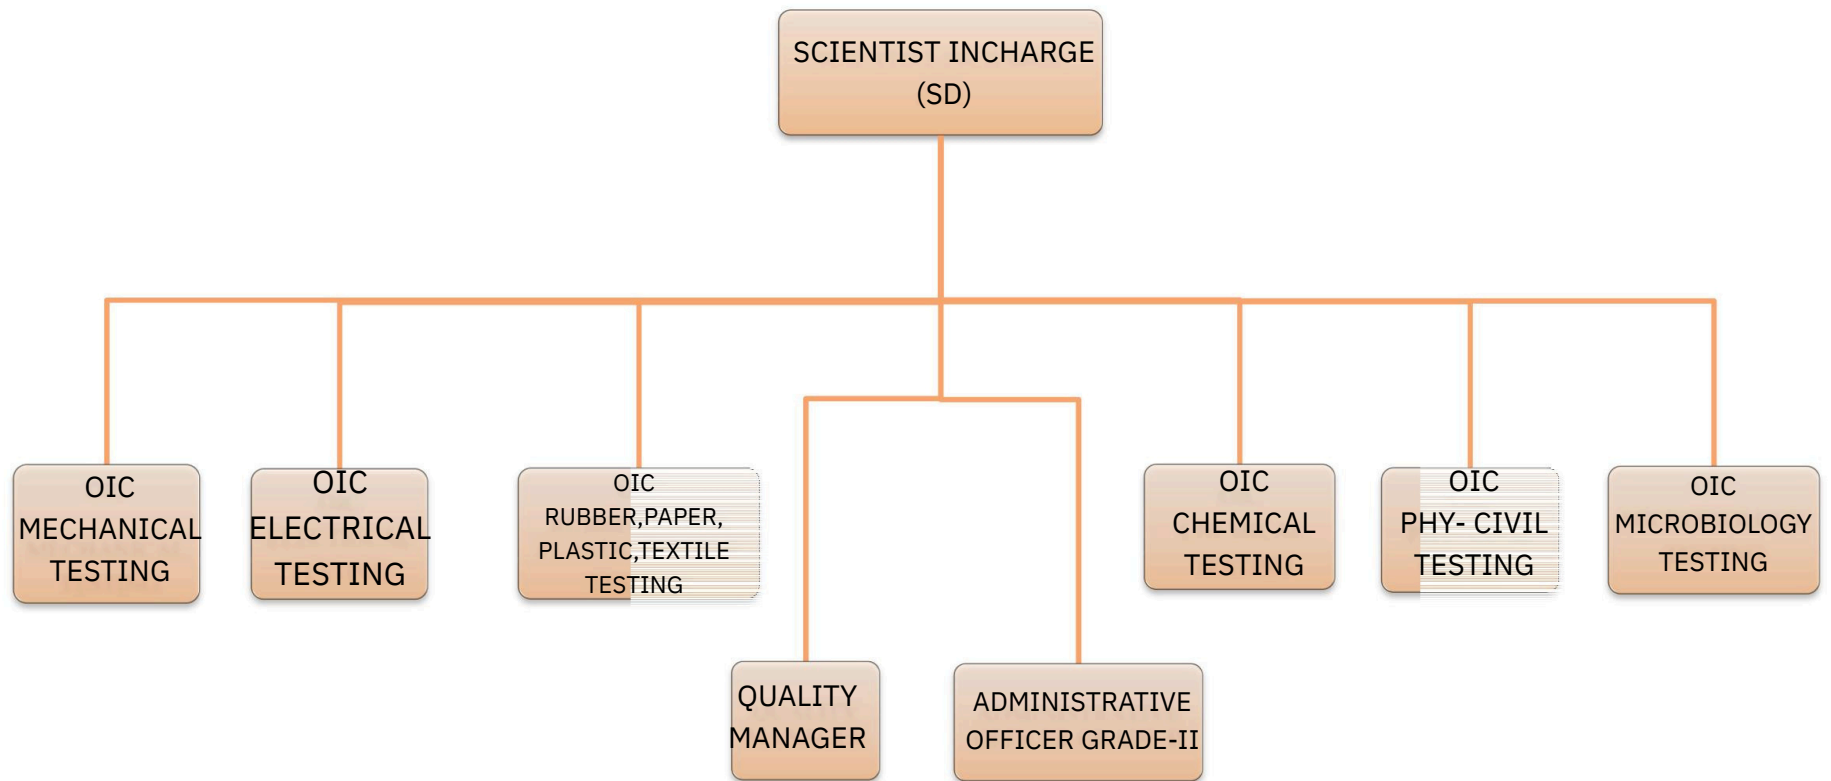 SCIENTIST INCHARGE
(SD)
OIC
MECHANICAL
TESTING
OIC
ELECTRICAL
TESTING
OIC
RUBBER,PAPER,
PLASTIC,TEXTILE
TESTING
OIC
CHEMICAL
TESTING
OIC
PHY- CIVIL
TESTING
OIC
MICROBIOLOGY
TESTING
QUALITY
MANAGER
ADMINISTRATIVE
OFFICER GRADE-II